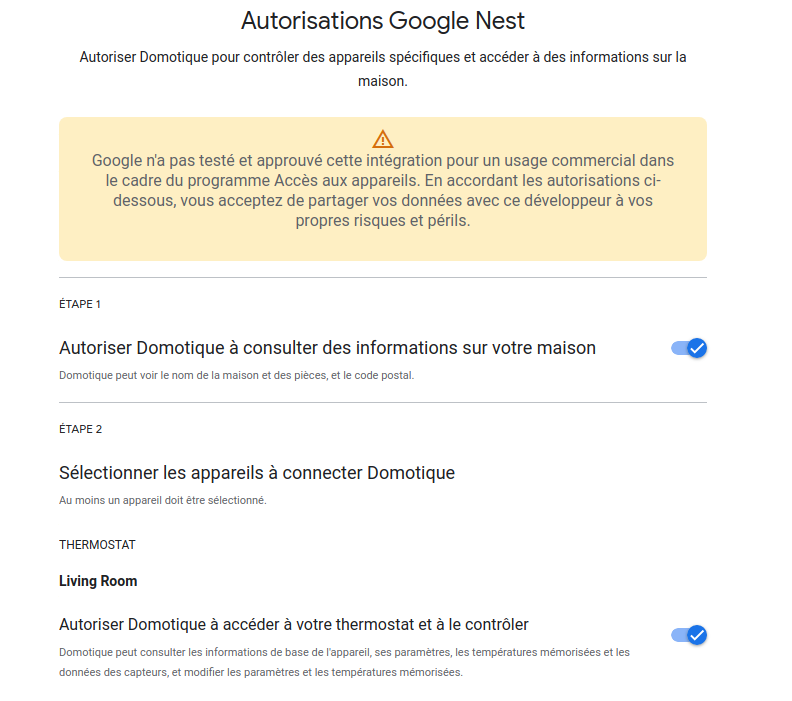 Autorisations Google Nest
Autoriser Domotique pour contrôler des appareils spécifiques et accéder à des informations sur la
maison.
Google n'a pas testé et approuvé cette intégration pour un usage commercial dans
le cadre du programme Accès aux appareils. En accordant les autorisations ci-
dessous, vous acceptez de partager vos données avec ce développeur à vos
propres risques et périls.
ÉTAPE 1
Autoriser Domotique à consulter des informations sur votre maison
Domotique peut voir le nom de la maison et des pièces, et le code postal.
ÉTAPE 2
Sélectionner les appareils à connecter Domotique
Au moins un appareil doit être sélectionné.
THERMOSTAT
Living Room
Autoriser Domotique à accéder à votre thermostat et à le contrôler
Domotique peut consulter les informations de base de l'appareil, ses paramètres, les températures mémorisées et les
données des capteurs, et modifier les paramètres et les températures mémorisées.